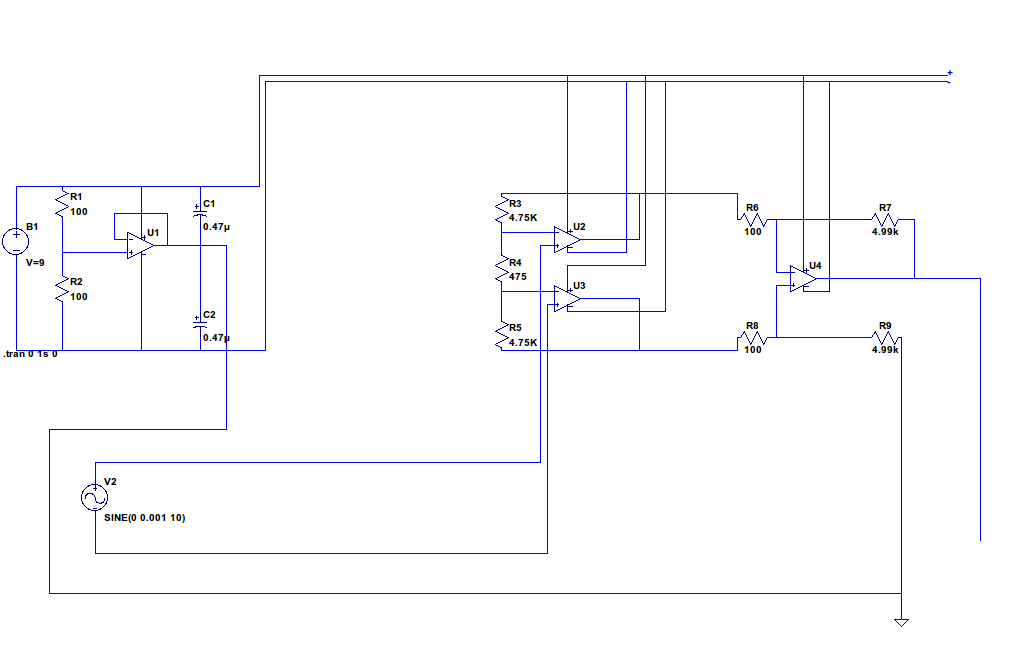 +
-
R1
100
C1
0.47µ
B1
V=9
U1
R2
100
C2
0.47µ
.tran 0 1s 0
R3
4.75K
U2
R4
475
U3
R5
4.75K
R6
100
R7
4.99k
U4
R8
100
R9
4.99k
V2
SINE(0 0.001 10)